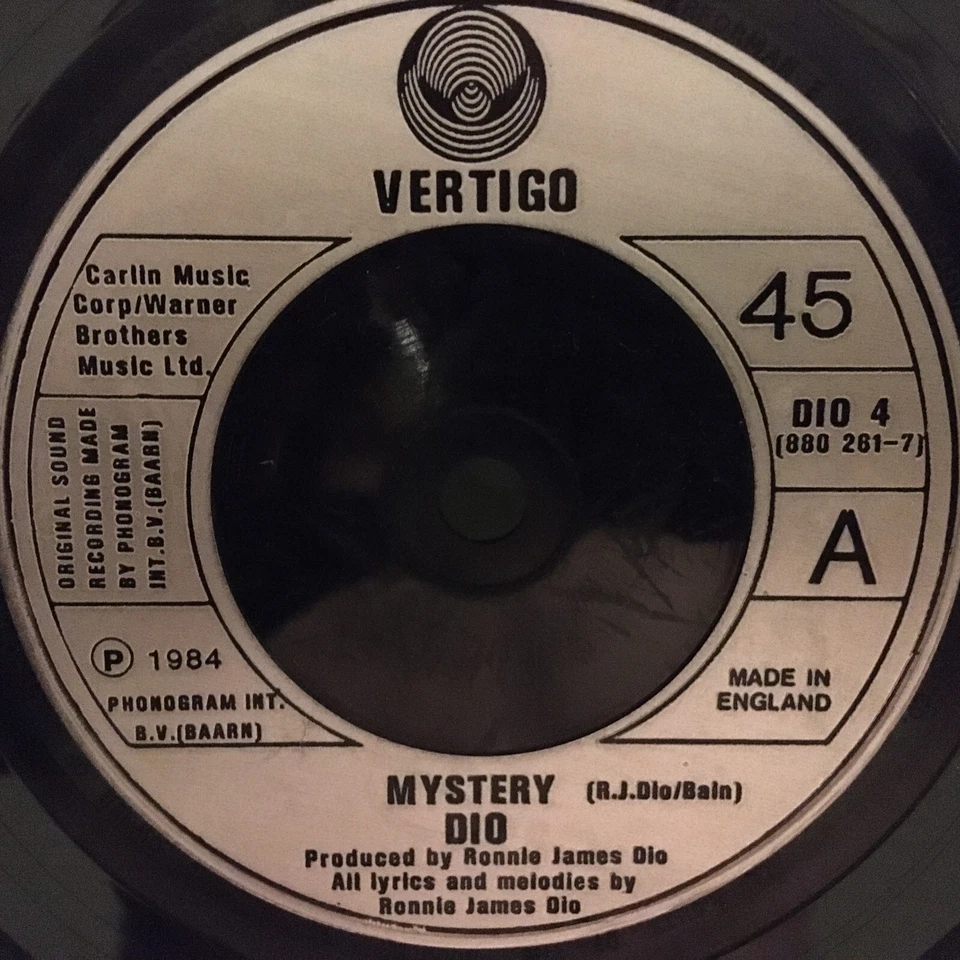 VERTIGO
Carlin Music
Corp/Warner
Brothers
Music Ltd.
ORIGINAL SOUND
RECORDING MADE
BY PHONOGRAM
INT.B.V.(BAARN)
P 1984
PHONOGRAM INT.
B.V.(BAARN)
45
DIO 4
(880 261-7)
A
MADE IN
ENGLAND
MYSTERY (R.J.Dio/Bain)
DIO
Produced by Ronnie James Dio
All lyrics and melodies by
Ronnie James Dio